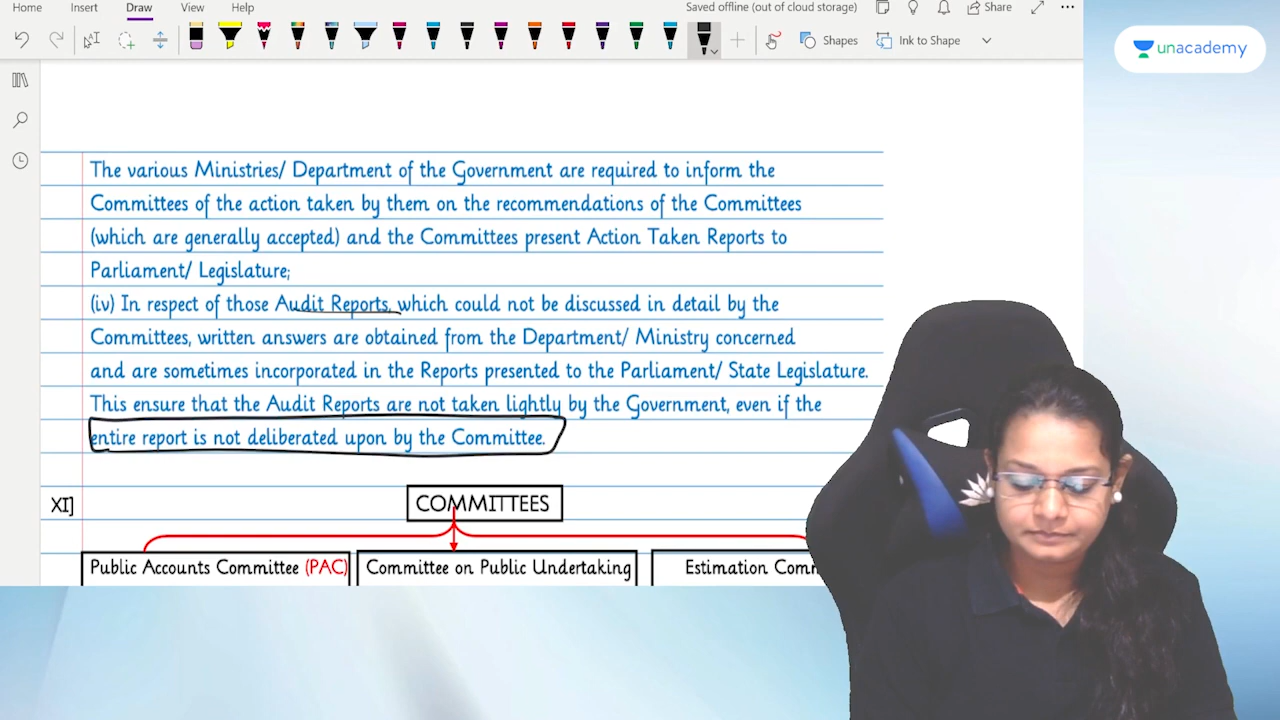 Home Insert Draw View Help Saved offline (out of cloud storage) Share
Shapes Ink to Shape
unacademy
The various Ministries/ Department of the Government are required to inform the
Committees of the action taken by them on the recommendations of the Committees
(which are generally accepted) and the Committees present Action Taken Reports to
Parliament/ Legislature;
(iv) In respect of those Audit Reports, which could not be discussed in detail by the
Committees, written answers are obtained from the Department/ Ministry concerned
and are sometimes incorporated in the Reports presented to the Parliament/ State Legislature.
This ensure that the Audit Reports are not taken lightly by the Government, even if the
entire report is not deliberated upon by the Committee.
XI] COMMITTEES
Public Accounts Committee (PAC) Committee on Public Undertaking Estimation Comm